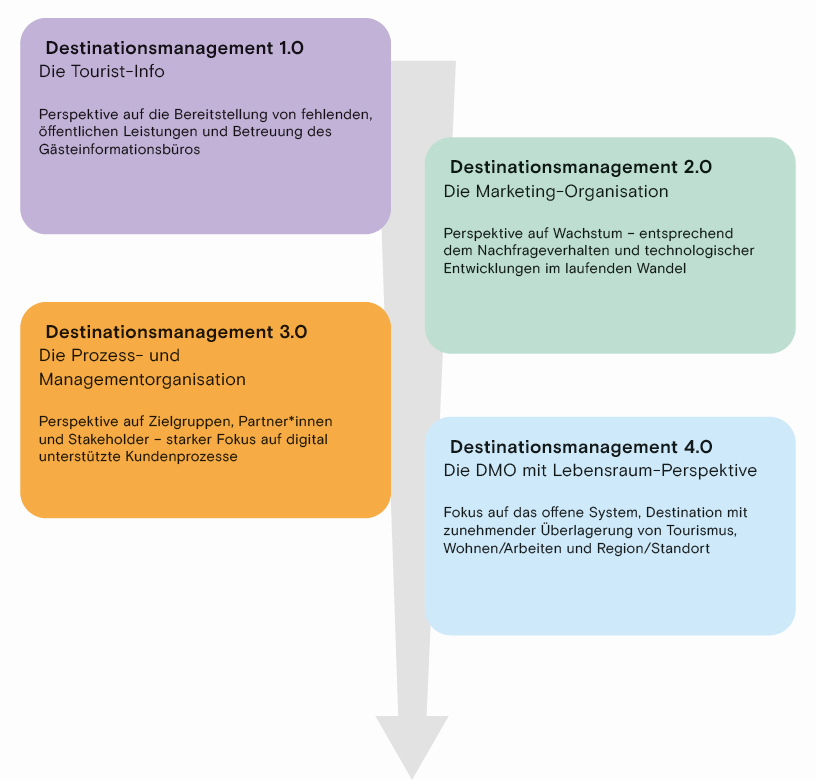 Destinationsmanagement 1.0
Die Tourist-Info
Perspektive auf die Bereitstellung von fehlenden,
öffentlichen Leistungen und Betreuung des
Gästeinformationsbüros
Destinationsmanagement 2.0
Die Marketing-Organisation
Perspektive auf Wachstum – entsprechend
dem Nachfrageverhalten und technologischer
Entwicklungen im laufenden Wandel
Destinationsmanagement 3.0
Die Prozess- und
Managementorganisation
Perspektive auf Zielgruppen, Partner*innen
und Stakeholder – starker Fokus auf digital
unterstützte Kundenprozesse
Destinationsmanagement 4.0
Die DMO mit Lebensraum-Perspektive
Fokus auf das offene System, Destination mit
zunehmender Überlagerung von Tourismus,
Wohnen/Arbeiten und Region/Standort